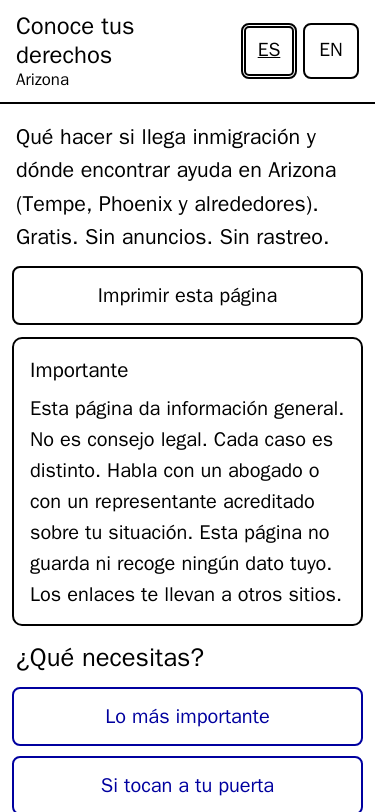 Conoce tus
derechos
Arizona
ES
EN
Qué hacer si llega inmigración y
dónde encontrar ayuda en Arizona
(Tempe, Phoenix y alrededores).
Gratis. Sin anuncios. Sin rastreo.
Imprimir esta página
Importante
Esta página da información general.
No es consejo legal. Cada caso es
distinto. Habla con un abogado o
con un representante acreditado
sobre tu situación. Esta página no
guarda ni recoge ningún dato tuyo.
Los enlaces te llevan a otros sitios.
¿Qué necesitas?
Lo más importante
Si tocan a tu puerta